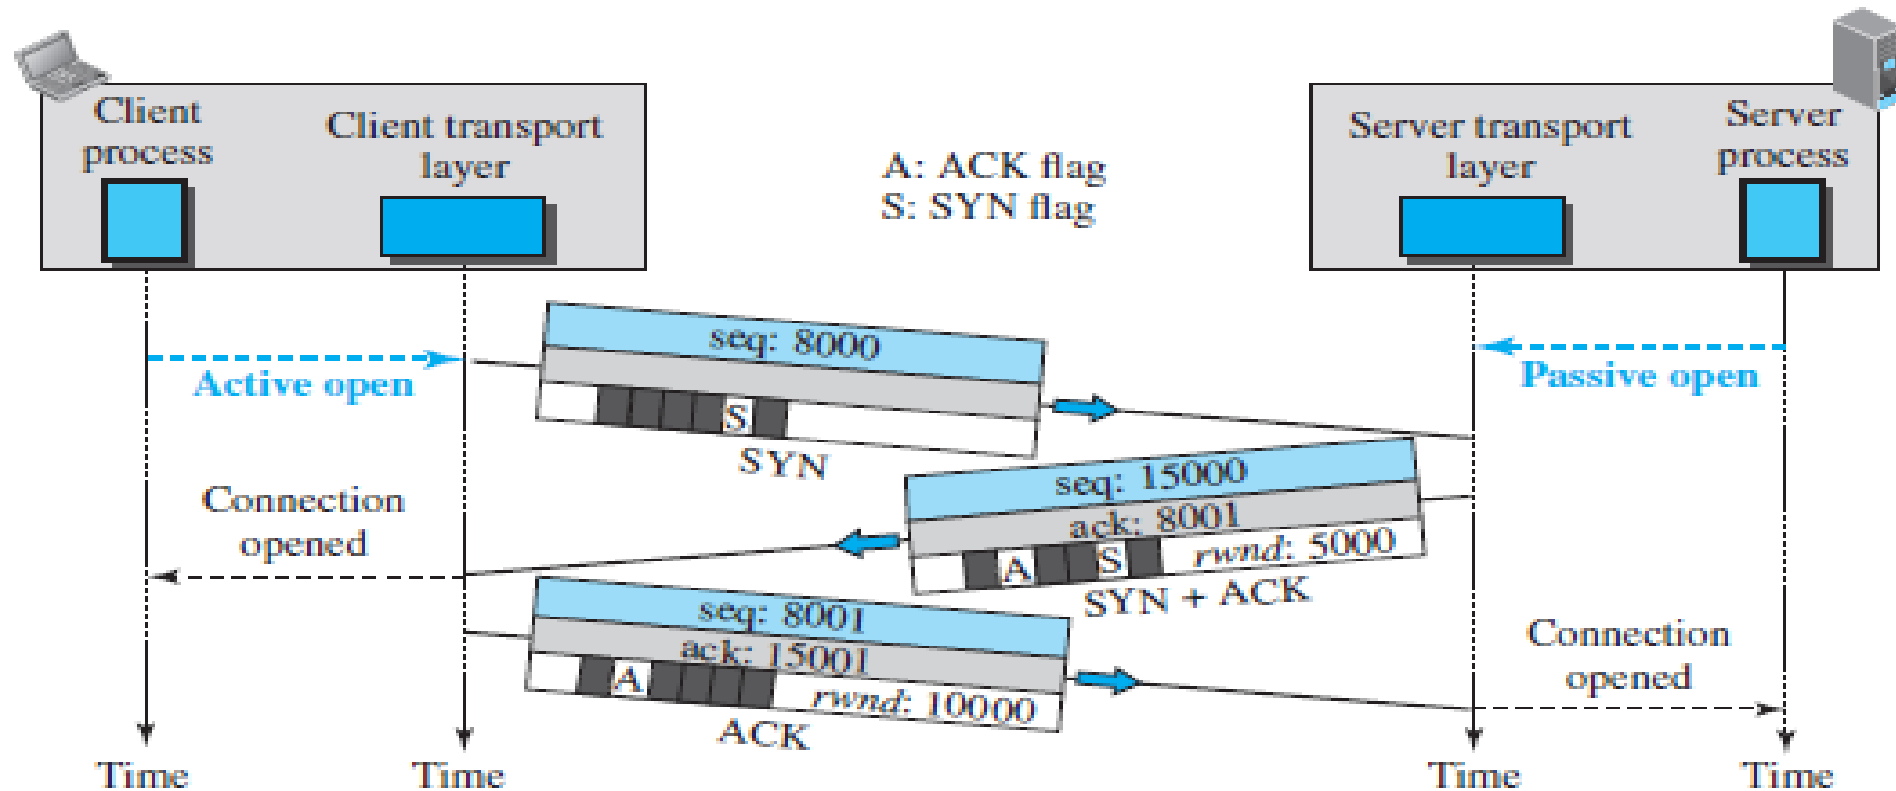 Client
process
Client transport
layer
A: ACK flag
S: SYN flag
Server transport
layer
Server
process
Active open
seq: 8000
S
SYN
Passive open
seq: 15000
ack: 8001
A S rwnd: 5000
SYN + ACK
Connection
opened
seq: 8001
ack: 15001
A rwnd: 10000
ACK
Connection
opened
Time
Time
Time
Time